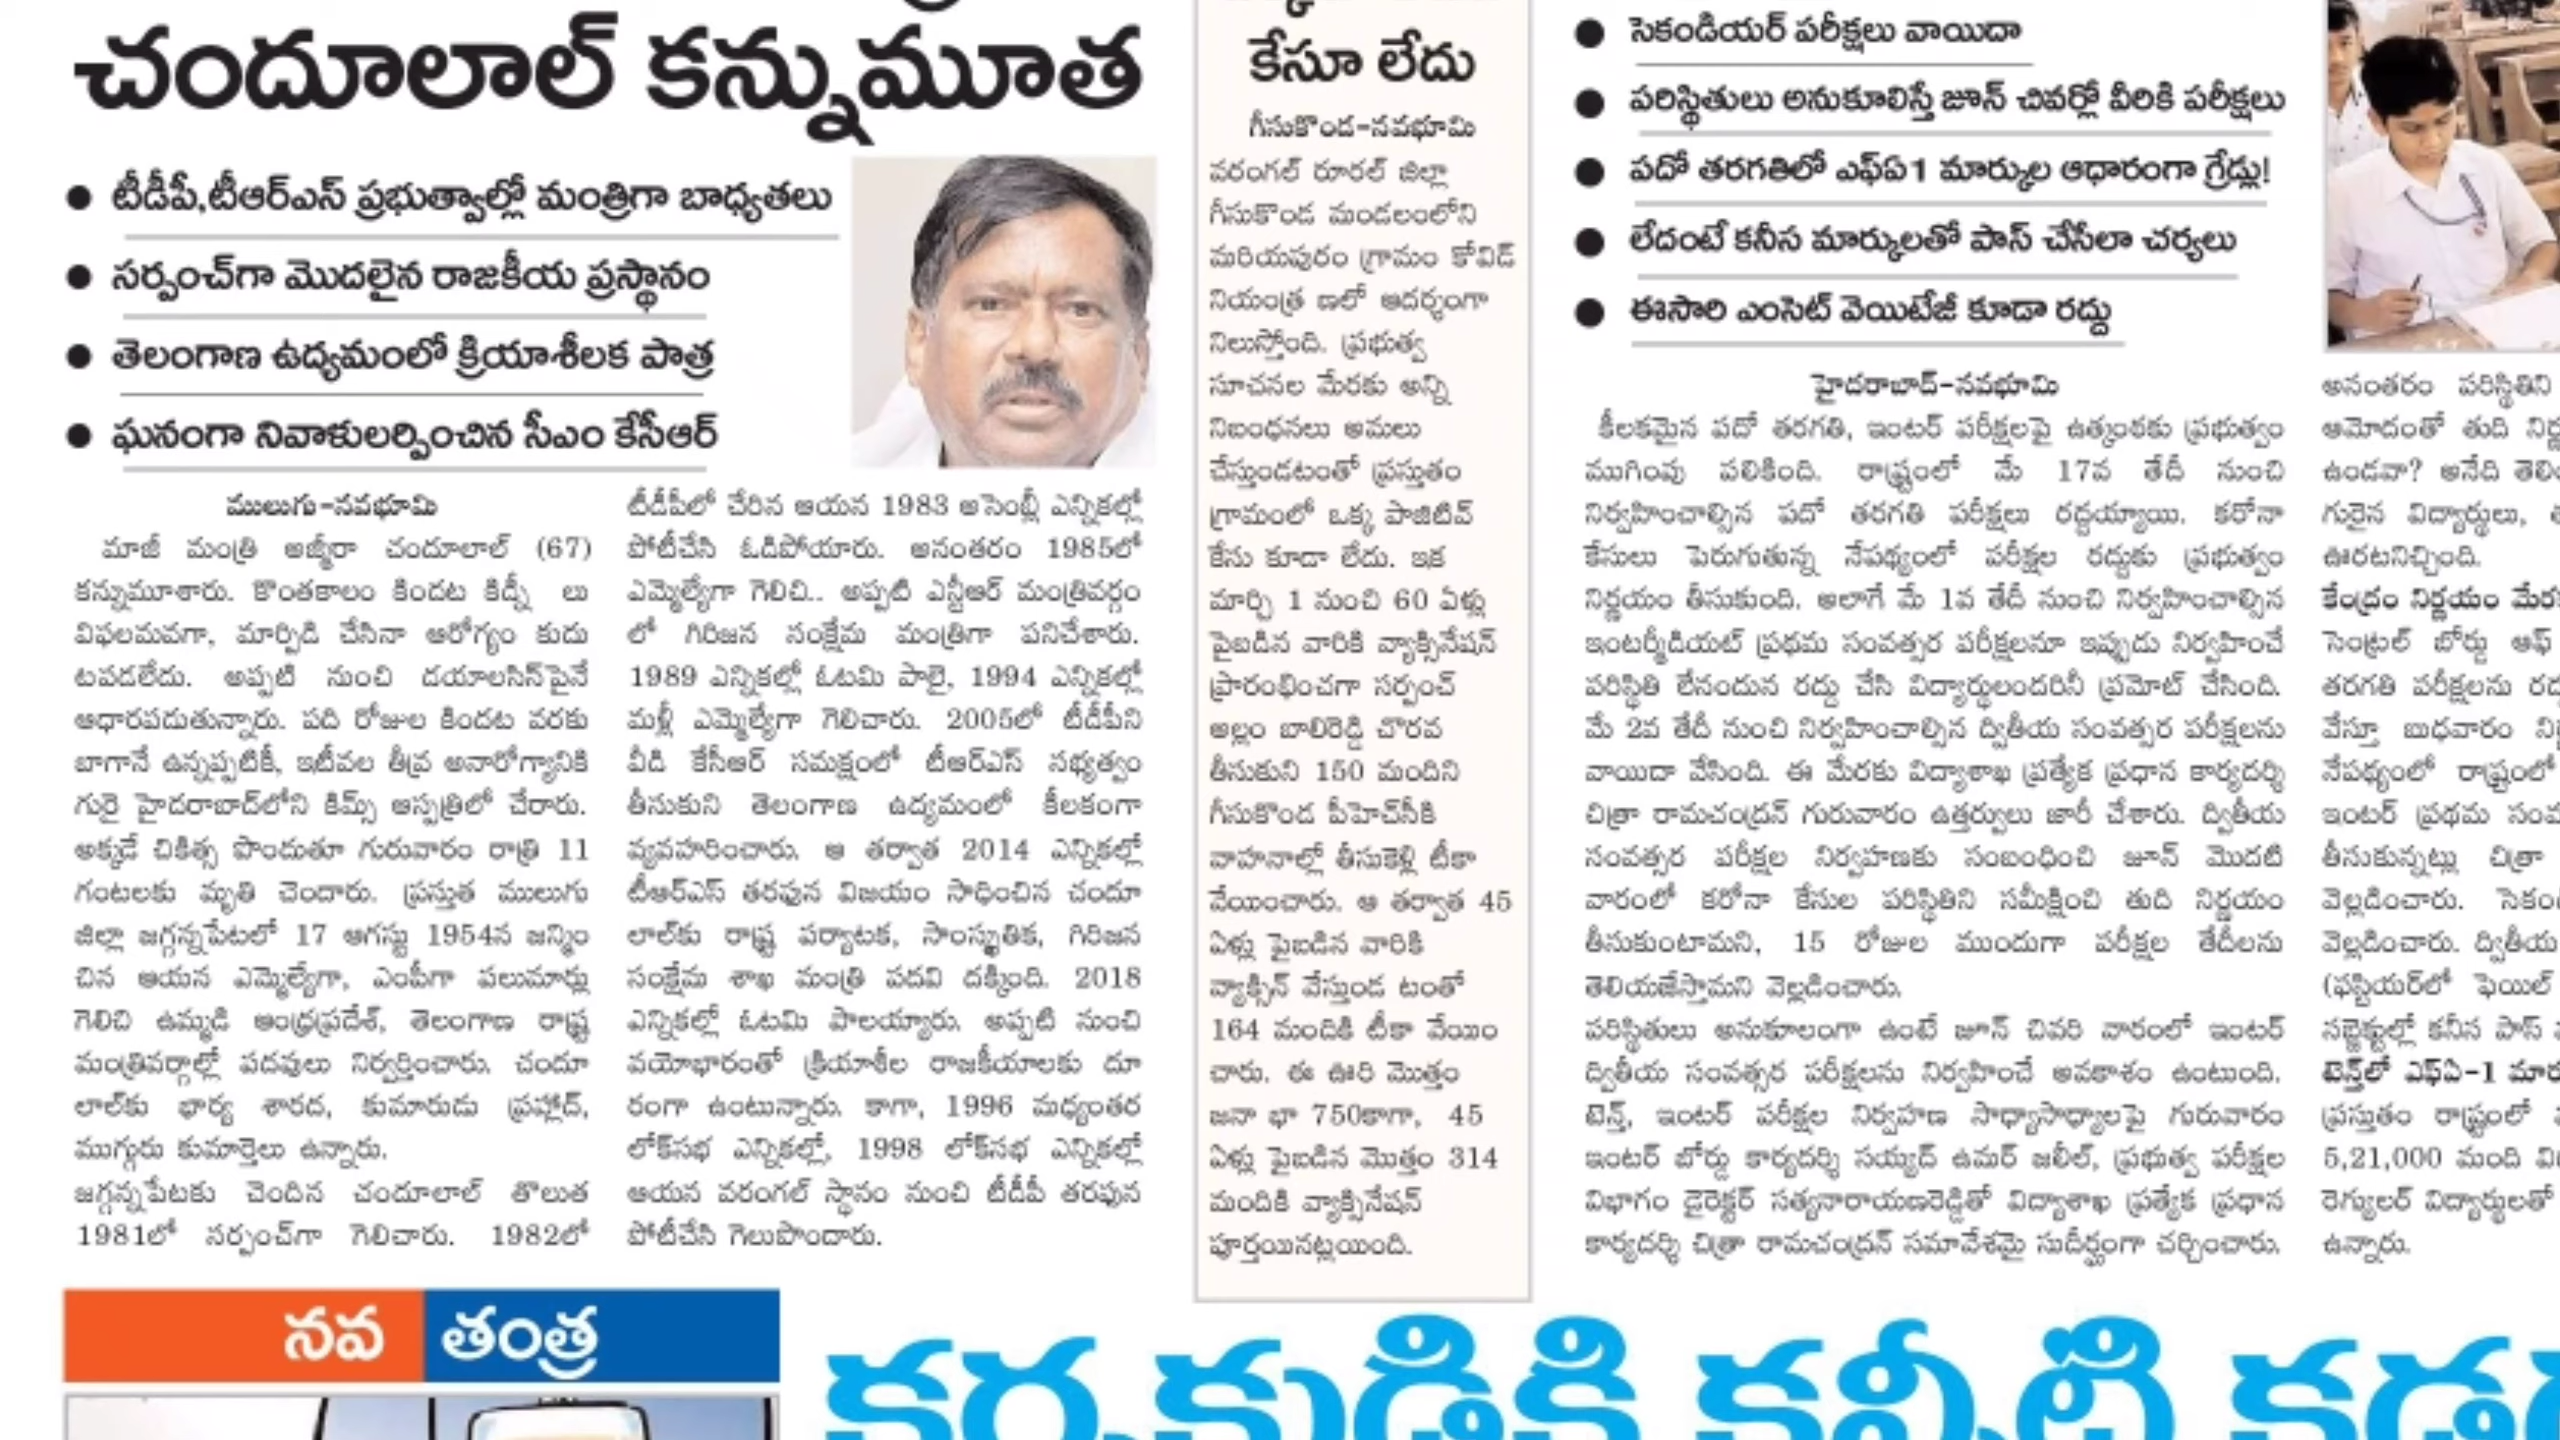 చందూలాల్ కన్నుమూత
● టీడీపీ,టీఆర్ఎస్ ప్రభుత్వాల్లో మంత్రిగా బాధ్యతలు
● సర్పంచ్‌గా మొదలైన రాజకీయ ప్రస్థానం
● తెలంగాణ ఉద్యమంలో క్రియాశీలక పాత్ర
● ఘనంగా నివాళులర్పించిన సీఎం కేసీఆర్
ములుగు-నవభూమి
మాజీ మంత్రి అజ్మీరా చందూలాల్ (67)
కన్నుమూశారు. కొంతకాలం కిందట కిడ్నీ లు
విఫలమవగా, మార్పిడి చేసినా ఆరోగ్యం కుదు
టపడలేదు. అప్పటి నుంచి డయాలసిస్‌పైనే
ఆధారపడుతున్నారు. పది రోజుల కిందట వరకు
బాగానే ఉన్నప్పటికీ, ఇటీవల తీవ్ర అనారోగ్యానికి
గురై హైదరాబాద్‌లోని కిమ్స్ ఆస్పత్రిలో చేరారు.
అక్కడే చికిత్స పొందుతూ గురువారం రాత్రి 11
గంటలకు మృతి చెందారు. ప్రస్తుత ములుగు
జిల్లా జగ్గన్నపేటలో 17 ఆగస్టు 1954న జన్మిం
చిన ఆయన ఎమ్మెల్యేగా, ఎంపీగా పలుమార్లు
గెలిచి ఉమ్మడి ఆంధ్రప్రదేశ్, తెలంగాణ రాష్ట్ర
మంత్రివర్గాల్లో పదవులు నిర్వర్తించారు. చందూ
లాల్‌కు భార్య శారద, కుమారుడు ప్రహ్లాద్,
ముగ్గురు కుమార్తెలు ఉన్నారు.
జగ్గన్నపేటకు చెందిన చందూలాల్ తొలుత
1981లో సర్పంచ్‌గా గెలిచారు. 1982లో
టీడీపీలో చేరిన ఆయన 1983 అసెంబ్లీ ఎన్నికల్లో
పోటీచేసి ఓడిపోయారు. అనంతరం 1985లో
ఎమ్మెల్యేగా గెలిచి.. అప్పటి ఎన్టీఆర్ మంత్రివర్గం
లో గిరిజన సంక్షేమ మంత్రిగా పనిచేశారు.
1989 ఎన్నికల్లో ఓటమి పాలై, 1994 ఎన్నికల్లో
మళ్లీ ఎమ్మెల్యేగా గెలిచారు. 2005లో టీడీపీని
వీడి కేసీఆర్ సమక్షంలో టీఆర్ఎస్ సభ్యత్వం
తీసుకుని తెలంగాణ ఉద్యమంలో కీలకంగా
వ్యవహరించారు. ఆ తర్వాత 2014 ఎన్నికల్లో
టీఆర్ఎస్ తరఫున విజయం సాధించిన చందూ
లాల్‌కు రాష్ట్ర పర్యాటక, సాంస్కృతిక, గిరిజన
సంక్షేమ శాఖ మంత్రి పదవి దక్కింది. 2018
ఎన్నికల్లో ఓటమి పాలయ్యారు. అప్పటి నుంచి
వయోభారంతో క్రియాశీల రాజకీయాలకు దూ
రంగా ఉంటున్నారు. కాగా, 1996 మధ్యంతర
లోక్‌సభ ఎన్నికల్లో, 1998 లోక్‌సభ ఎన్నికల్లో
ఆయన వరంగల్ స్థానం నుంచి టీడీపీ తరఫున
పోటీచేసి గెలుపొందారు.
కేసూ లేదు
గీసుకొండ-నవభూమి
వరంగల్ రూరల్ జిల్లా
గీసుకొండ మండలంలోని
మరియపురం గ్రామం కోవిడ్
నియంత్ర ణలో ఆదర్శంగా
నిలుస్తోంది. ప్రభుత్వ
సూచనల మేరకు అన్ని
నిబంధనలు అమలు
చేస్తుండటంతో ప్రస్తుతం
గ్రామంలో ఒక్క పాజిటివ్
కేసు కూడా లేదు. ఇక
మార్చి 1 నుంచి 60 ఏళ్లు
పైబడిన వారికి వ్యాక్సినేషన్
ప్రారంభించగా సర్పంచ్
అల్లం బాలిరెడ్డి చొరవ
తీసుకుని 150 మందిని
గీసుకొండ పీహెచ్‌సీకి
వాహనాల్లో తీసుకెళ్లి టీకా
వేయించారు. ఆ తర్వాత 45
ఏళ్లు పైబడిన వారికి
వ్యాక్సిన్ వేస్తుండ టంతో
164 మందికి టీకా వేయిం
చారు. ఈ ఊరి మొత్తం
జనా భా 750కాగా, 45
ఏళ్లు పైబడిన మొత్తం 314
మందికి వ్యాక్సినేషన్
పూర్తయినట్లయింది.
● సెకండియర్ పరీక్షలు వాయిదా
● పరిస్థితులు అనుకూలిస్తే జూన్ చివర్లో వీరికి పరీక్షలు
● పదో తరగతిలో ఎఫ్ఏ1 మార్కుల ఆధారంగా గ్రేడ్లు!
● లేదంటే కనీస మార్కులతో పాస్ చేసేలా చర్యలు
● ఈసారి ఎంసెట్ వెయిటేజీ కూడా రద్దు
హైదరాబాద్-నవభూమి
కీలకమైన పదో తరగతి, ఇంటర్ పరీక్షలపై ఉత్కంఠకు ప్రభుత్వం
ముగింపు పలికింది. రాష్ట్రంలో మే 17వ తేదీ నుంచి
నిర్వహించాల్సిన పదో తరగతి పరీక్షలు రద్దయ్యాయి. కరోనా
కేసులు పెరుగుతున్న నేపథ్యంలో పరీక్షల రద్దుకు ప్రభుత్వం
నిర్ణయం తీసుకుంది. అలాగే మే 1వ తేదీ నుంచి నిర్వహించాల్సిన
ఇంటర్మీడియట్ ప్రథమ సంవత్సర పరీక్షలనూ ఇప్పుడు నిర్వహించే
పరిస్థితి లేనందున రద్దు చేసి విద్యార్థులందరినీ ప్రమోట్ చేసింది.
మే 2వ తేదీ నుంచి నిర్వహించాల్సిన ద్వితీయ సంవత్సర పరీక్షలను
వాయిదా వేసింది. ఈ మేరకు విద్యాశాఖ ప్రత్యేక ప్రధాన కార్యదర్శి
చిత్రా రామచంద్రన్ గురువారం ఉత్తర్వులు జారీ చేశారు. ద్వితీయ
సంవత్సర పరీక్షల నిర్వహణకు సంబంధించి జూన్ మొదటి
వారంలో కరోనా కేసుల పరిస్థితిని సమీక్షించి తుది నిర్ణయం
తీసుకుంటామని, 15 రోజుల ముందుగా పరీక్షల తేదీలను
తెలియజేస్తామని వెల్లడించారు.
పరిస్థితులు అనుకూలంగా ఉంటే జూన్ చివరి వారంలో ఇంటర్
ద్వితీయ సంవత్సర పరీక్షలను నిర్వహించే అవకాశం ఉంటుంది.
టెన్త్, ఇంటర్ పరీక్షల నిర్వహణ సాధ్యాసాధ్యాలపై గురువారం
ఇంటర్ బోర్డు కార్యదర్శి సయ్యద్ ఉమర్ జలీల్, ప్రభుత్వ పరీక్షల
విభాగం డైరెక్టర్ సత్యనారాయణరెడ్డితో విద్యాశాఖ ప్రత్యేక ప్రధాన
కార్యదర్శి చిత్రా రామచంద్రన్ సమావేశమై సుదీర్ఘంగా చర్చించారు.
అనంతరం పరిస్థితిని
ఆమోదంతో తుది
ఉండవా? అనేది
గురైన విద్యార్థులు,
ఊరటనిచ్చింది.
కేంద్రం నిర్ణయం
సెంట్రల్ బోర్డు ఆఫ్
తరగతి పరీక్షలను
వేస్తూ బుధవారం
నేపథ్యంలో రాష్ట్రంలో
ఇంటర్ ప్రథమ
తీసుకున్నట్లు చిత్రా
వెల్లడించారు.
వెల్లడించారు. ద్వితీయ
(ఫస్టియర్‌లో ఫెయిల్
సబ్జెక్టుల్లో కనీస పాస్
టెన్త్‌లో ఎఫ్ఏ-1
ప్రస్తుతం రాష్ట్రంలో
5,21,000 మంది
రెగ్యులర్ విద్యార్థులతో
ఉన్నారు.
నవ తంత్ర
కర్షకుడికి కన్నీటి